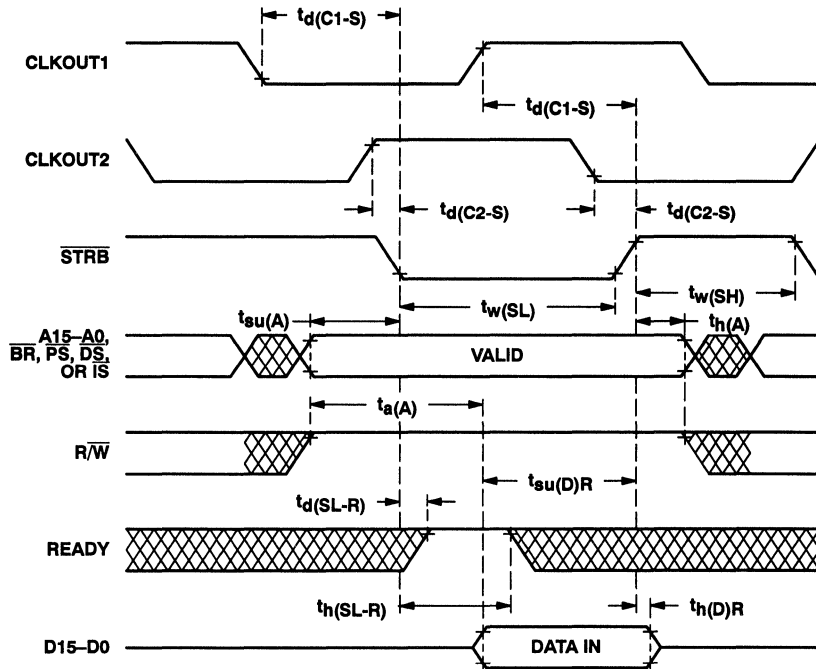 td(C1-S)
CLKOUT1
td(C1-S)
CLKOUT2
td(C2-S)
td(C2-S)
STRB
tw(SL)
tw(SH)
tsu(A)
th(A)
A15–A0,
BR, PS, DS,
OR IS
VALID
ta(A)
R/W
tsu(D)R
td(SL-R)
READY
th(SL-R)
th(D)R
D15–D0
DATA IN